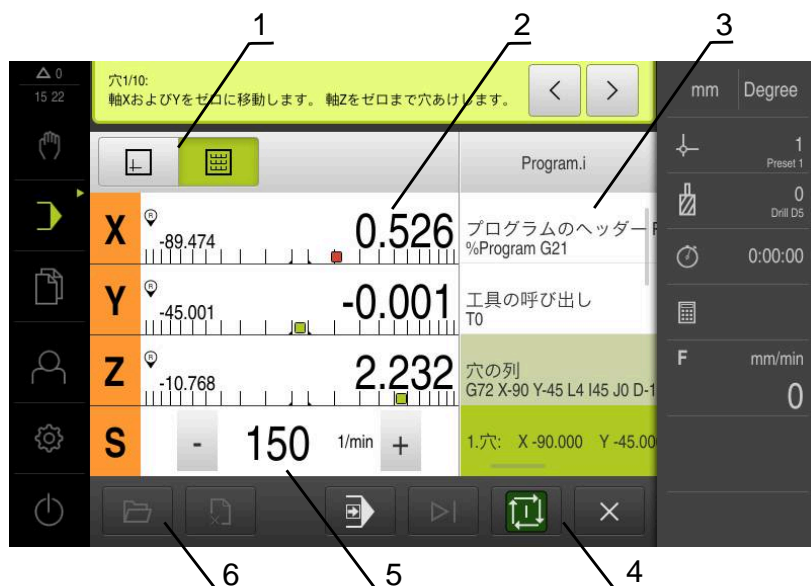 1
2
3
0
15 22
穴1/10:
軸XおよびYをゼロに移動します。 軸Zをゼロまで穴あけします。
mm
Degree
Program.i
1
Preset 1
0
Drill D5
0:00:00
F
mm/min
0
X
R
-89.474
0.526
Y
R
-45.001
-0.001
Z
R
-10.768
2.232
S
-
150
1/min
+
プログラムのヘッダー
%Program G21
工具の呼び出し
T0
穴の列
G72 X-90 Y-45 L4 I45 J0 D-1
1.穴: X -90.000 Y -45.00
6
5
4